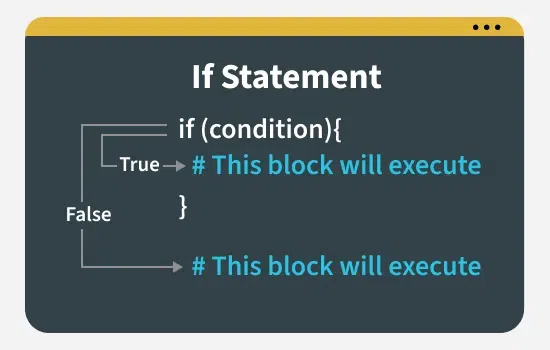 If Statement
if (condition){
True
# This block will execute
False
}
# This block will execute